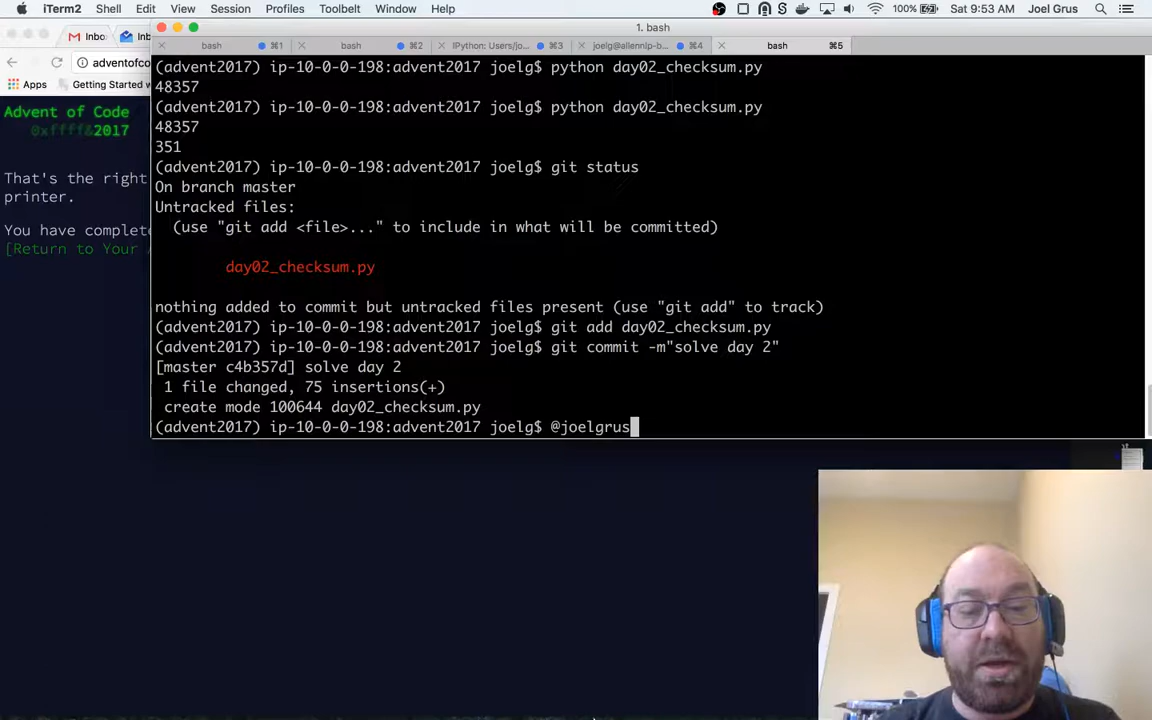 iTerm2 Shell Edit View Session Profiles Toolbelt Window Help 100% Sat 9:53 AM Joel Grus
1. bash
bash ⌘1 bash ⌘2 IPython: Users/jo... ⌘3 joelg@allennlp-b... ⌘4 bash ⌘5
Inbo Inb
adventofco
Apps Getting Started w
Advent of Code
0xffff&2017
That's the right
printer.
You have complete
[Return to Your A
(advent2017) ip-10-0-0-198:advent2017 joelg$ python day02_checksum.py
48357
(advent2017) ip-10-0-0-198:advent2017 joelg$ python day02_checksum.py
48357
351
(advent2017) ip-10-0-0-198:advent2017 joelg$ git status
On branch master
Untracked files:
(use "git add <file>..." to include in what will be committed)
day02_checksum.py
nothing added to commit but untracked files present (use "git add" to track)
(advent2017) ip-10-0-0-198:advent2017 joelg$ git add day02_checksum.py
(advent2017) ip-10-0-0-198:advent2017 joelg$ git commit -m"solve day 2"
[master c4b357d] solve day 2
1 file changed, 75 insertions(+)
create mode 100644 day02_checksum.py
(advent2017) ip-10-0-0-198:advent2017 joelg$ @joelgrus